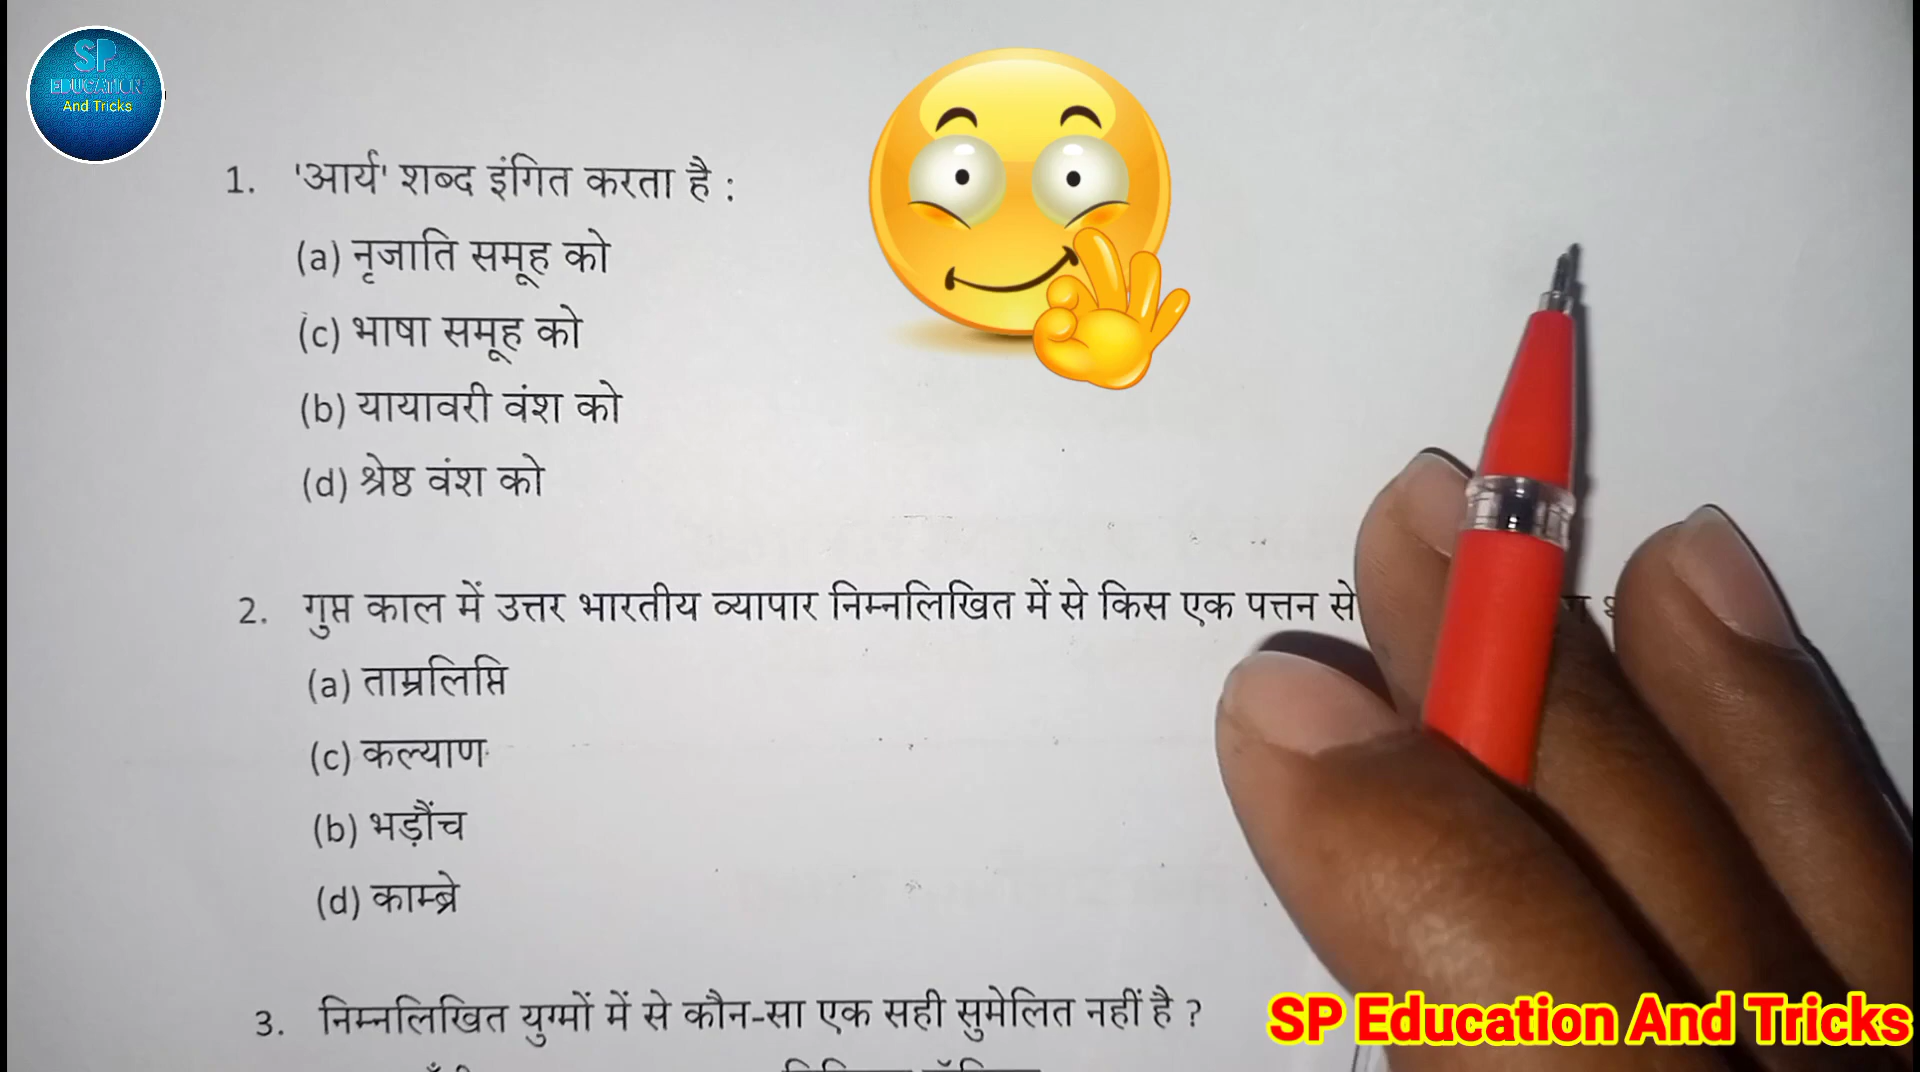 SP
EDUCATION
And Tricks
1. 'आर्य' शब्द इंगित करता है :
(a) नृजाति समूह को
(c) भाषा समूह को
(b) यायावरी वंश को
(d) श्रेष्ठ वंश को
2. गुप्त काल में उत्तर भारतीय व्यापार निम्नलिखित में से किस एक पत्तन से
(a) ताम्रलिप्ति
(c) कल्याण
(b) भड़ौंच
(d) काम्ब्रे
3. निम्नलिखित युग्मों में से कौन-सा एक सही सुमेलित नहीं है ?
SP Education And Tricks